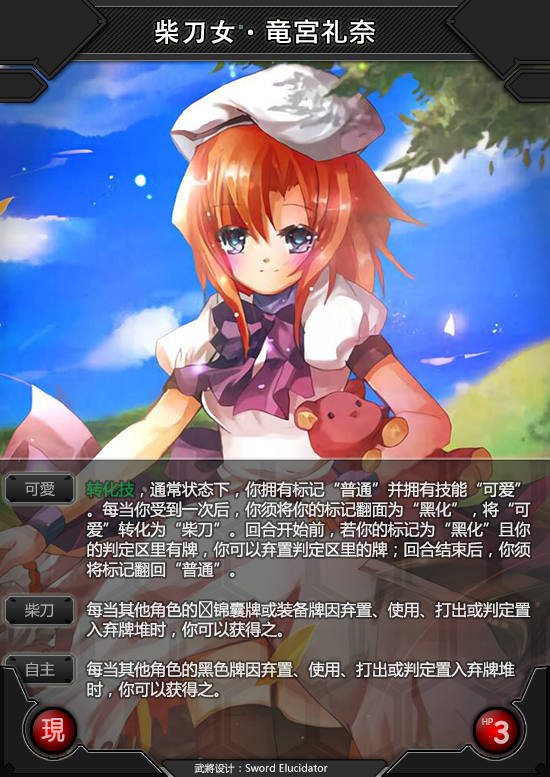 柴刀女·竜宮礼奈
可愛
转化技，通常状态下，你拥有标记“普通”并拥有技能“可爱”
。每当你受到一次后，你须将你的标记翻面为“黑化”，将“可
爱”转化为“柴刀”。回合开始前，若你的标记为“黑化”且你
的判定区里有牌，你可以弃置判定区里的牌；回合结束后，你须
将标记翻回“普通”。
柴刀
每当其他角色的锦囊牌或装备牌因弃置、使用、打出或判定置
入弃牌堆时，你可以获得之。
自主
每当其他角色的黑色牌因弃置、使用、打出或判定置入弃牌堆
时，你可以获得之。
現
HP 3
武將设计：Sword Elucidator